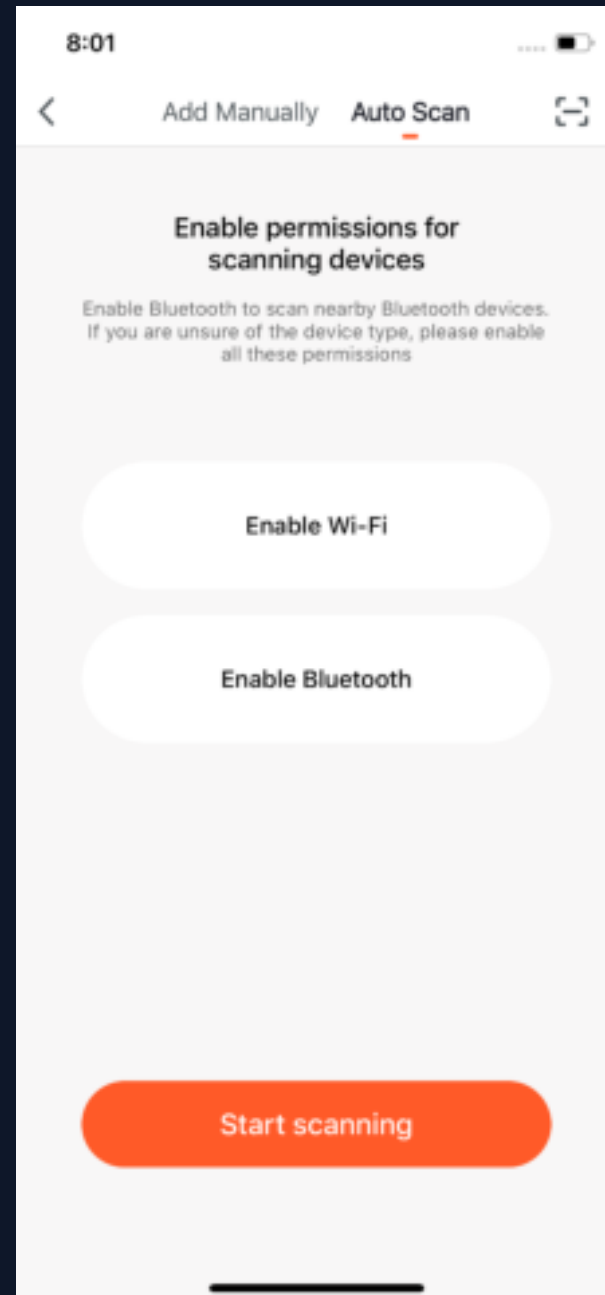 8:01
Add Manually Auto Scan
Enable permissions for
scanning devices
Enable Bluetooth to scan nearby Bluetooth devices.
If you are unsure of the device type, please enable
all these permissions
Enable Wi-Fi
Enable Bluetooth
Start scanning